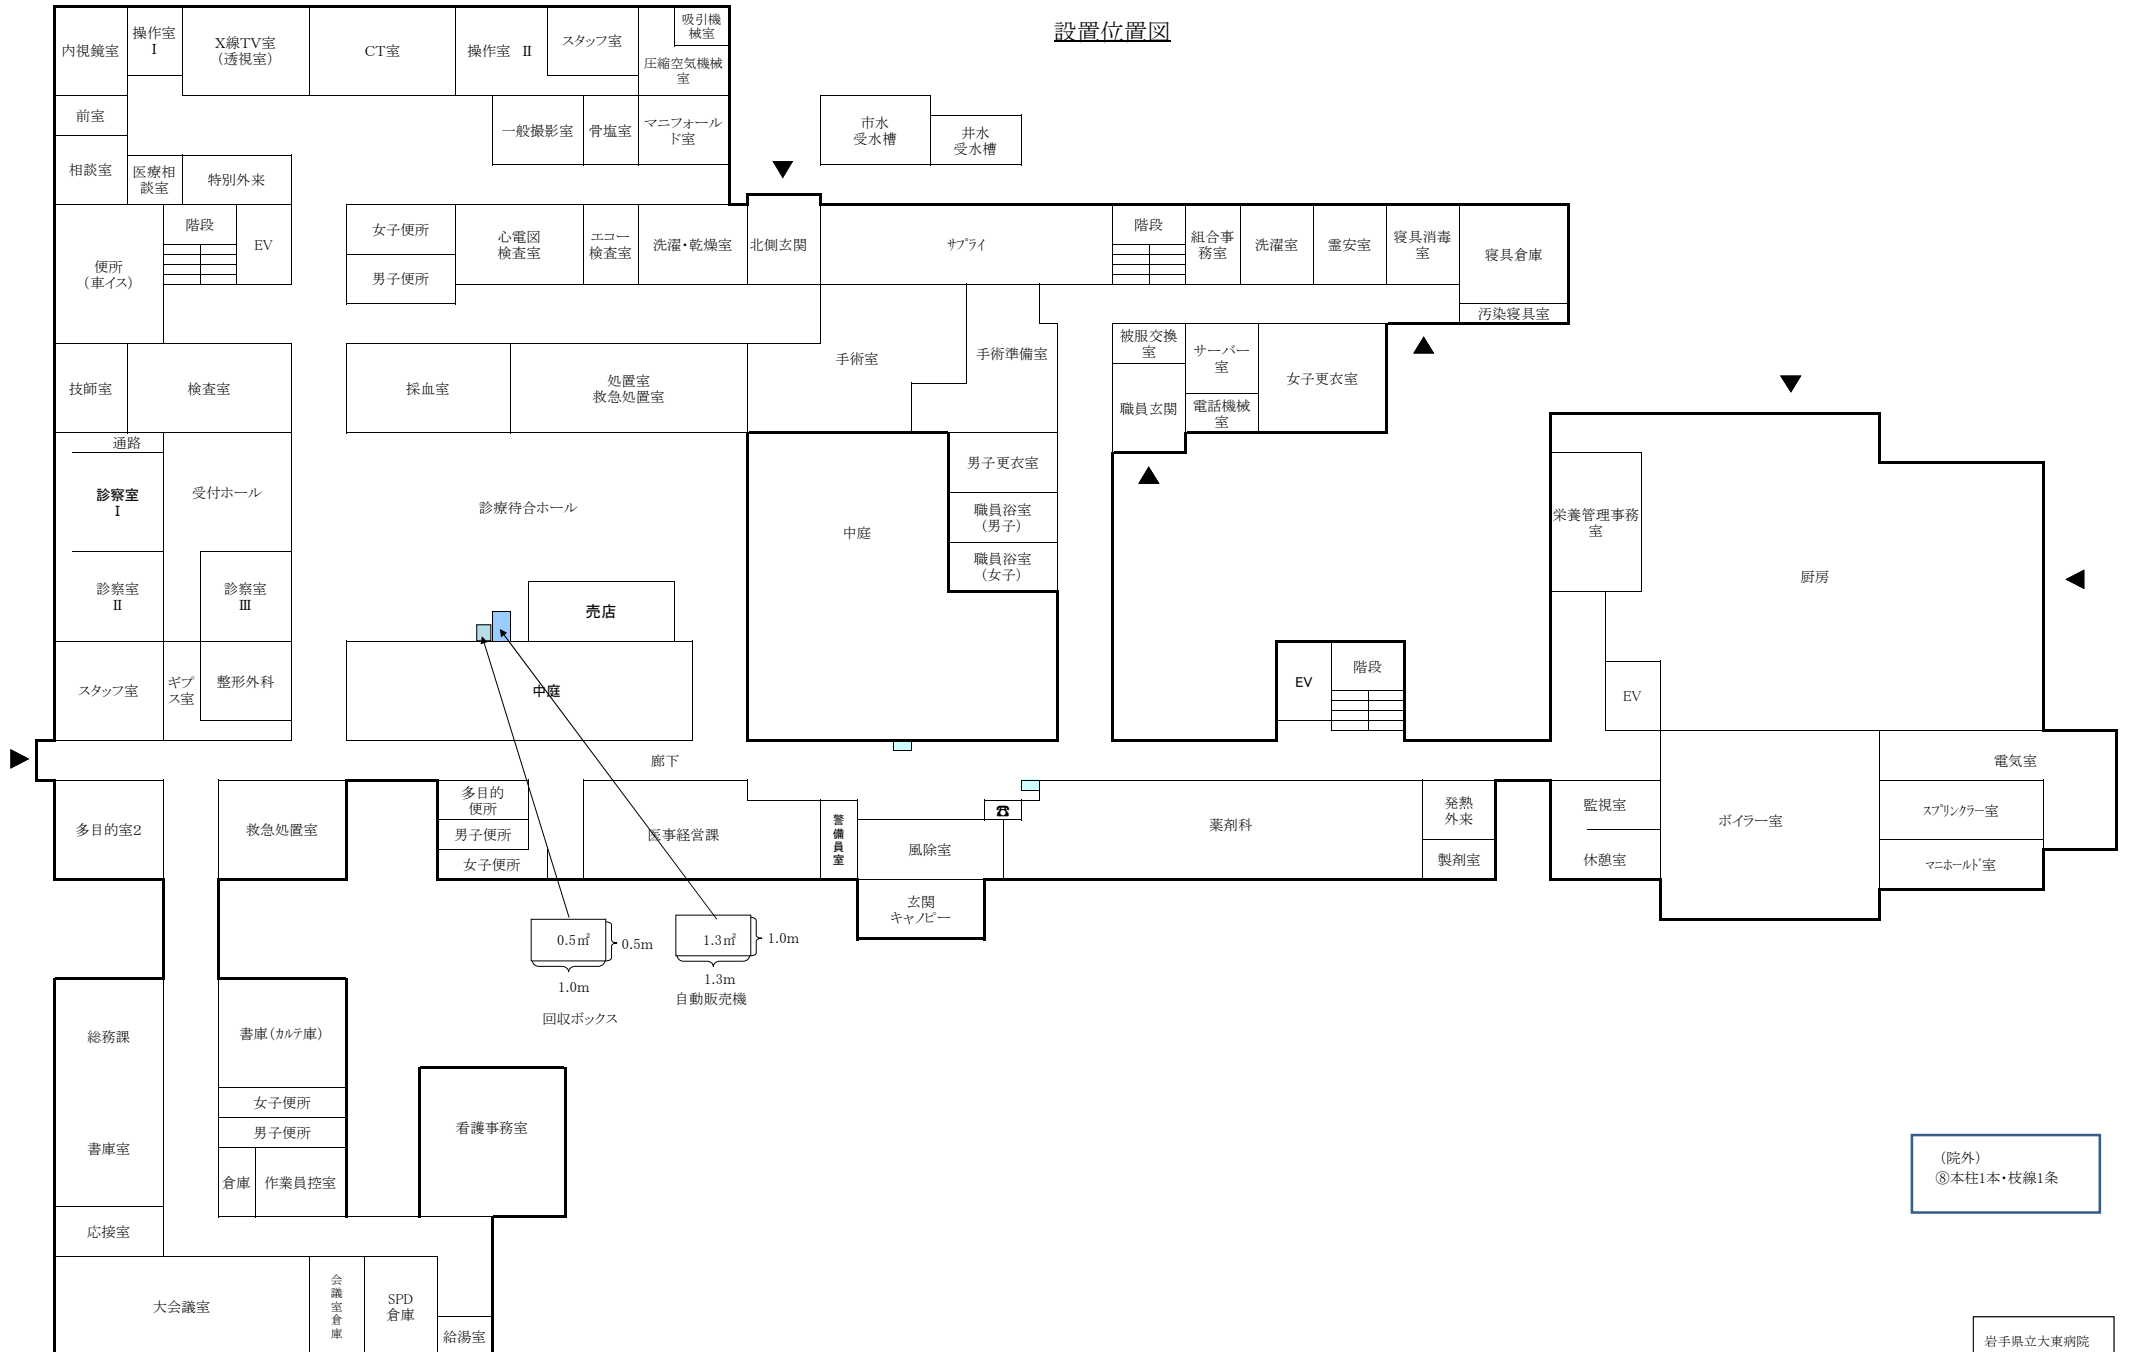 設置位置図
内視鏡室
操作室
Ⅰ
X線TV室
（透視室）
CT室
操作室　Ⅱ
スタッフ室
吸引機
械室
圧縮空気機械
室
前室
一般撮影室
骨塩室
マニフォール
ド室
市水
受水槽
井水
受水槽
相談室
医療相
談室
特別外来
便所
（車イス）
階段
EV
女子便所
男子便所
心電図
検査室
エコー
検査室
洗濯・乾燥室
北側玄関
サプライ
階段
組合事
務室
洗濯室
霊安室
寝具消毒
室
寝具倉庫
汚染寝具室
技師室
検査室
採血室
処置室
救急処置室
手術室
手術準備室
被服交換
室
サーバー
室
女子更衣室
職員玄関
電話機械
室
通路
診察室
Ⅰ
受付ホール
診療待合ホール
中庭
男子更衣室
職員浴室
（男子）
職員浴室
（女子）
栄養管理事務
室
厨房
診察室
Ⅱ
診察室
Ⅲ
売店
スタッフ室
ギプ
ス室
整形外科
中庭
EV
階段
EV
廊下
電気室
多目的室2
救急処置室
多目的
便所
男子便所
女子便所
医事経営課
警
備
員
室
☎
風除室
薬剤科
発熱
外来
製剤室
監視室
休憩室
ボイラー室
スプリンクラー室
マニホールド室
玄関
キャノピー
0.5㎡
0.5m
1.0m
回収ボックス
1.3㎡
1.0m
1.3m
自動販売機
総務課
書庫（カルテ庫）
女子便所
男子便所
書庫室
倉庫
作業員控室
看護事務室
応接室
大会議室
会
議
室
倉
庫
SPD
倉庫
給湯室
（院外）
⑧本柱1本・枝線1条
岩手県立大東病院